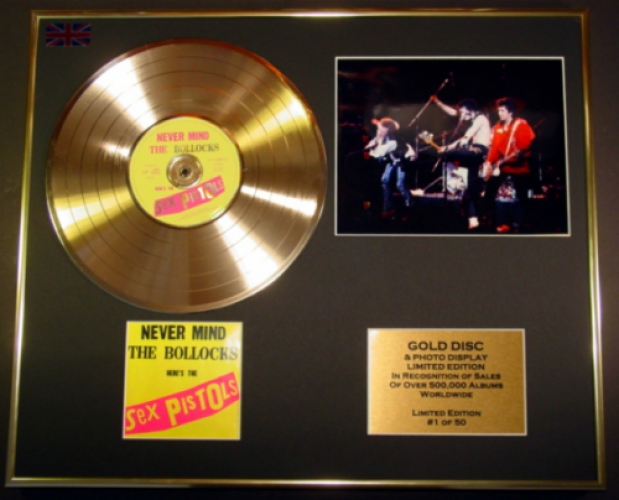 NEVER MIND
THE BOLLOCKS
SEX PISTOLS
NEVER MIND
THE BOLLOCKS
HERE'S THE
SEX PISTOLS
GOLD DISC
& PHOTO DISPLAY
LIMITED EDITION
IN RECOGNITION OF SALES
OF OVER 500,000 ALBUMS
WORLDWIDE
LIMITED EDITION
#1 OF 50